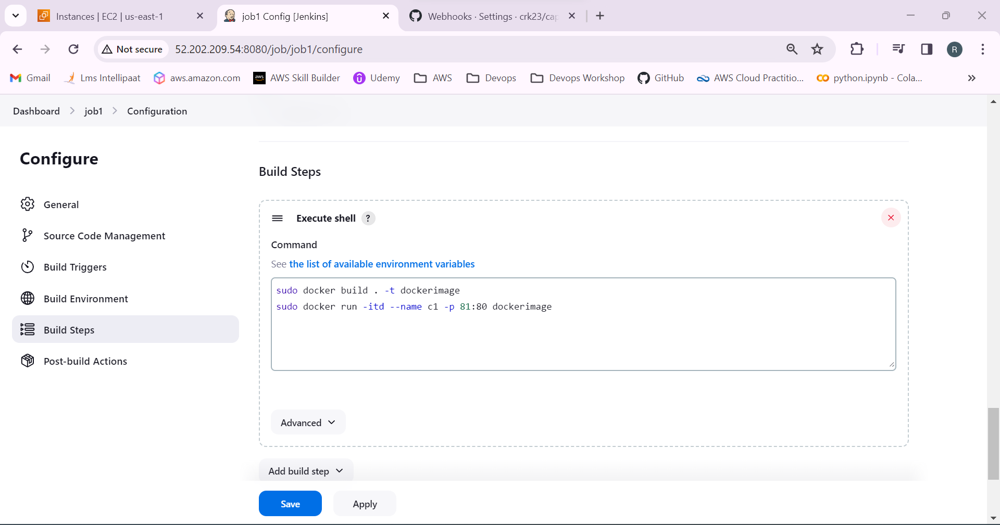 Instances | EC2 | us-east-1
job1 Config [Jenkins]
Webhooks · Settings · crk23/cap
Not secure
52.202.209.54:8080/job/job1/configure
R
Gmail
Lms Intellipaat
aws.amazon.com
aws
AWS Skill Builder
Udemy
AWS
Devops
Devops Workshop
GitHub
AWS Cloud Practitio...
python.ipynb - Cola...
Dashboard
job1
Configuration
Configure
General
Source Code Management
Build Triggers
Build Environment
Build Steps
Post-build Actions
Build Steps
Execute shell ?
Command
See the list of available environment variables
sudo docker build . -t dockerimage
sudo docker run -itd --name c1 -p 81:80 dockerimage
Advanced
Add build step
Save
Apply